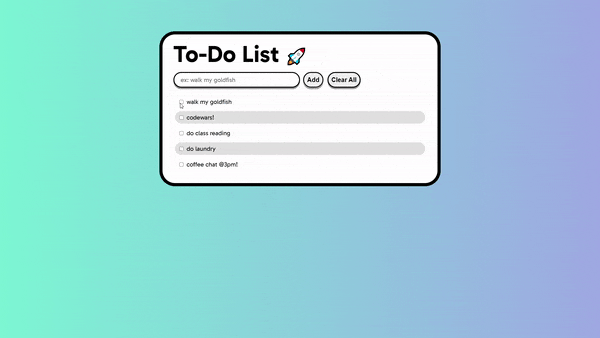 To-Do List 🚀
ex: walk my goldfish Add Clear All
walk my goldfish
codewars!
do class reading
do laundry
coffee chat @3pm!